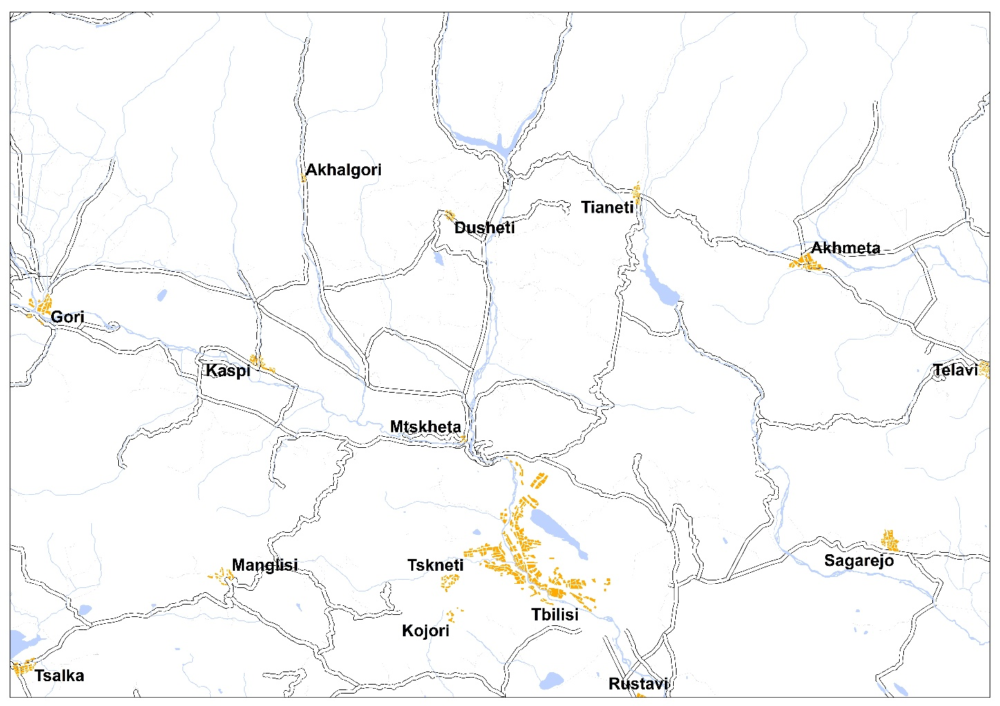 Akhalgori
Tianeti
Dusheti
Akhmeta
Gori
Kaspi
Telavi
Mtskheta
Manglisi
Tskneti
Sagarejo
Tbilisi
Kojori
Tsalka
Rustavi